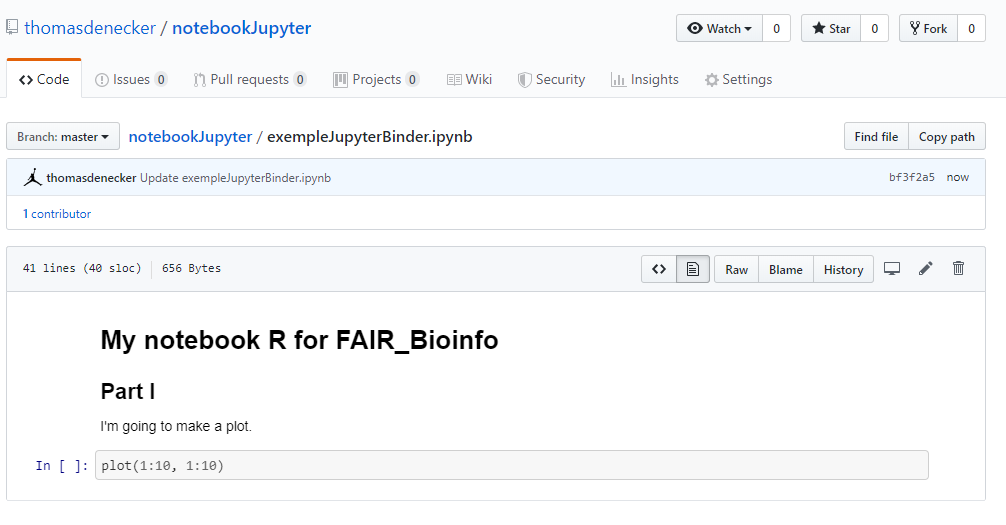 thomasdenecker / notebookJupyter
Watch 0 Star 0 Fork 0
Code Issues 0 Pull requests 0 Projects 0 Wiki Security Insights Settings
Branch: master notebookJupyter / exempleJupyterBinder.ipynb Find file Copy path
thomasdenecker Update exempleJupyterBinder.ipynb bf3f2a5 now
1 contributor
41 lines (40 sloc) 656 Bytes <> Raw Blame History
My notebook R for FAIR_Bioinfo
Part I
I'm going to make a plot.
In [ ]: plot(1:10, 1:10)